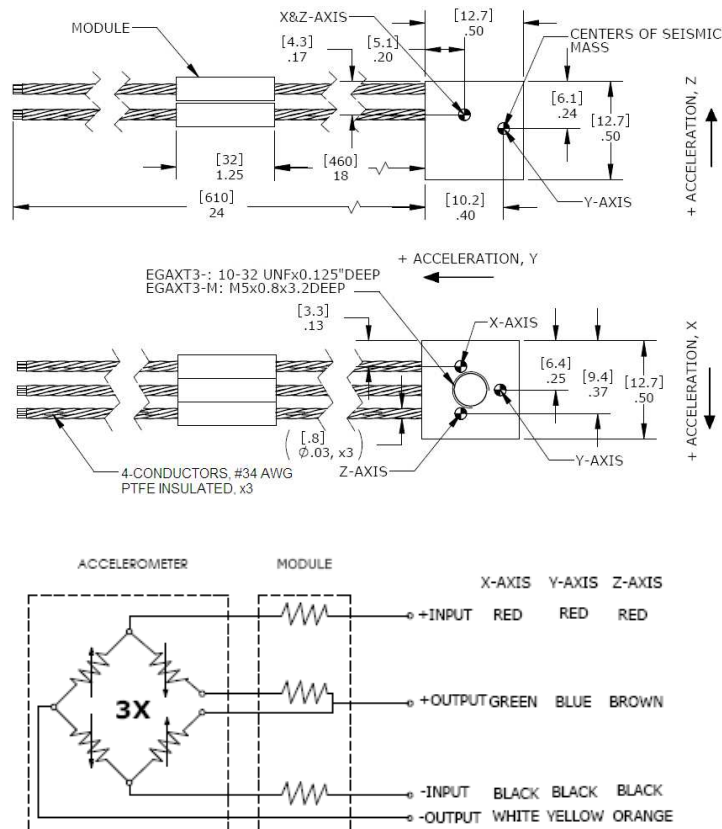 X&Z-AXIS
MODULE
[4.3]
.17
[5.1]
.20
[12.7]
.50
CENTERS OF SEISMIC
MASS
[6.1]
.24
[12.7]
.50
+ ACCELERATION, Z
[32]
1.25
[460]
18
[610]
24
[10.2]
.40
Y-AXIS
+ ACCELERATION, Y
EGAXT3-: 10-32 UNFx0.125"DEEP
EGAXT3-M: M5x0.8x3.2DEEP
[3.3]
.13
X-AXIS
[6.4]
.25
[9.4]
.37
[12.7]
.50
+ ACCELERATION, X
( [.8]
Ø.03, x3 )
Z-AXIS
Y-AXIS
4-CONDUCTORS, #34 AWG
PTFE INSULATED, x3
ACCELEROMETER MODULE
X-AXIS Y-AXIS Z-AXIS
+INPUT RED RED RED
3X
+OUTPUT GREEN BLUE BROWN
-INPUT BLACK BLACK BLACK
-OUTPUT WHITE YELLOW ORANGE